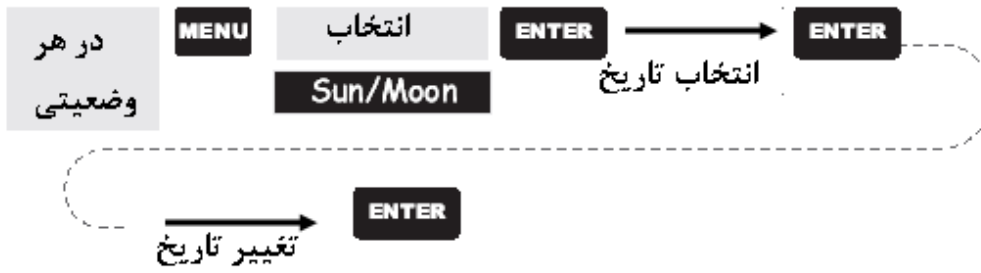 در هر
وضعیتی
MENU
انتخاب
Sun/Moon
ENTER
انتخاب تاریخ
ENTER
تغییر تاریخ
ENTER